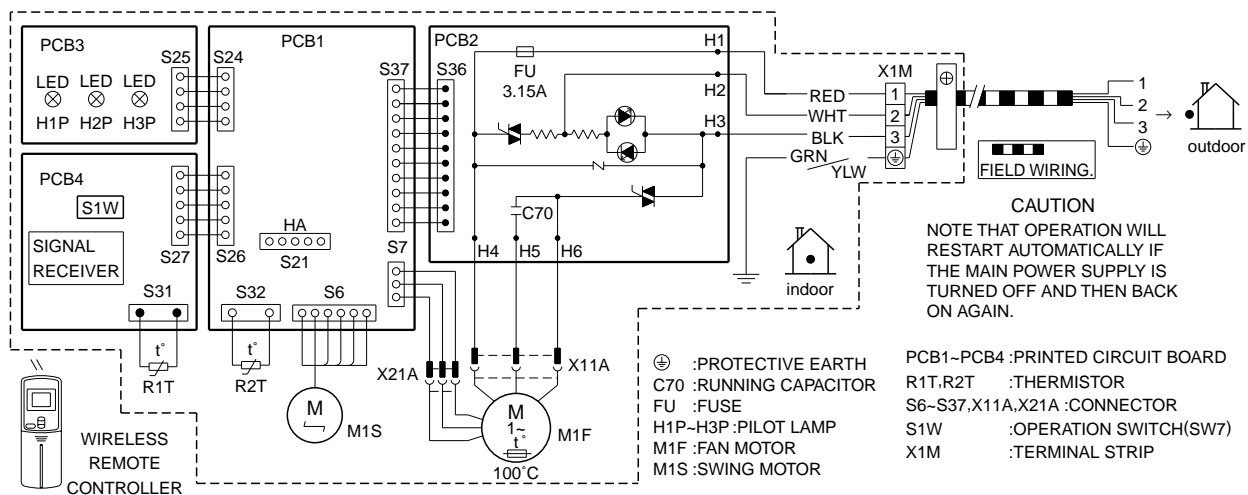 PCB3
LED LED LED
H1P H2P H3P
S25
S24
PCB1
S37
S36
PCB2
FU
3.15A
H1
H2
H3
X1M
RED
WHT
BLK
GRN
YLW
1
2
3
1
2
3
outdoor
FIELD WIRING.
PCB4
S1W
SIGNAL
RECEIVER
S27
S26
HA
S21
S7
C70
H4
H5
H6
indoor
CAUTION
NOTE THAT OPERATION WILL
RESTART AUTOMATICALLY IF
THE MAIN POWER SUPPLY IS
TURNED OFF AND THEN BACK
ON AGAIN.
S31
S32
S6
t°
R1T
t°
R2T
X21A
X11A
M
M1S
M
1~
t°
M1F
100°C
WIRELESS
REMOTE
CONTROLLER
:PROTECTIVE EARTH
C70 :RUNNING CAPACITOR
FU :FUSE
H1P~H3P :PILOT LAMP
M1F :FAN MOTOR
M1S :SWING MOTOR
PCB1~PCB4 :PRINTED CIRCUIT BOARD
R1T,R2T :THERMISTOR
S6~S37,X11A,X21A :CONNECTOR
S1W :OPERATION SWITCH(SW7)
X1M :TERMINAL STRIP